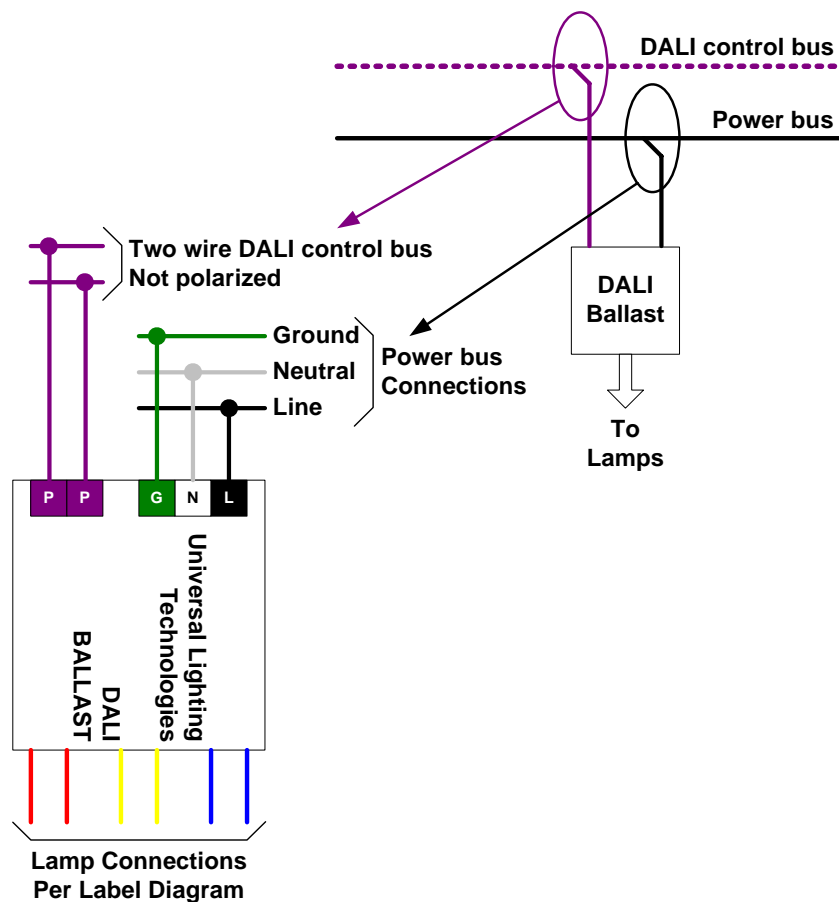 DALI control bus
Power bus
Two wire DALI control bus
Not polarized
DALI
Ballast
Ground
Neutral
Line
Power bus
Connections
To
Lamps
P P G N L
Universal Lighting
Technologies
DALI
BALLAST
Lamp Connections
Per Label Diagram